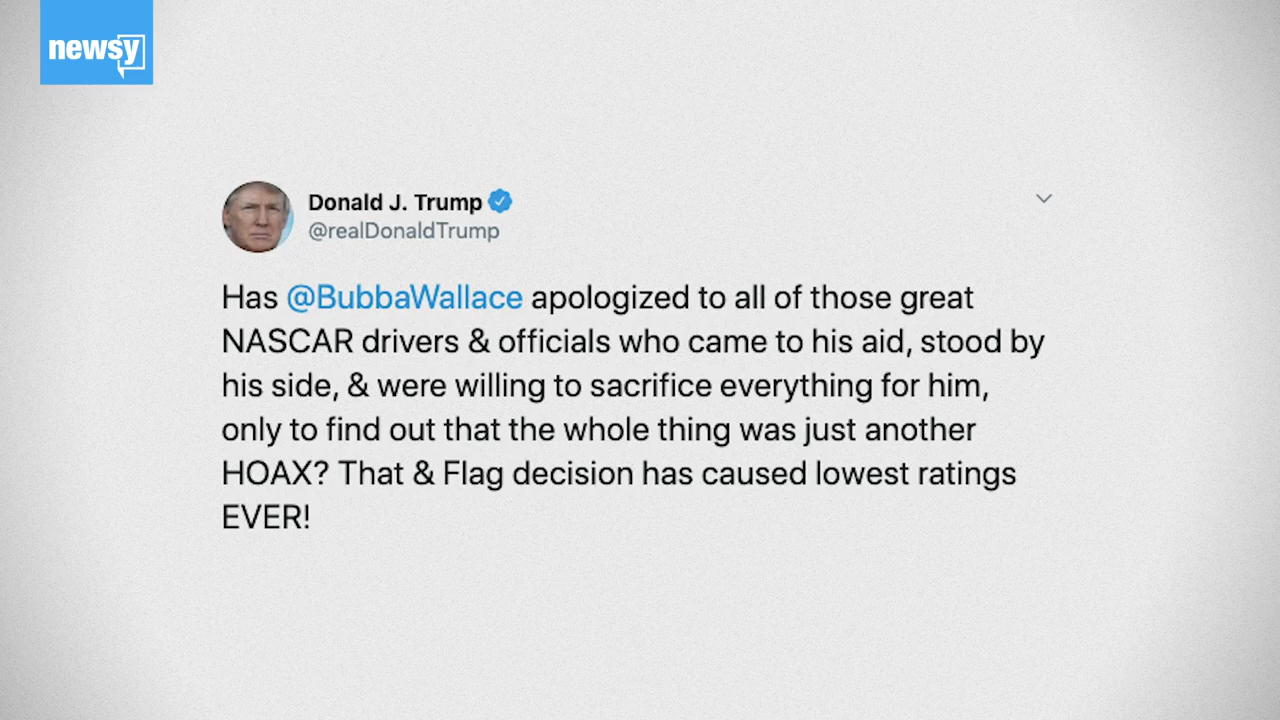 newsy
Donald J. Trump
@realDonaldTrump
Has @BubbaWallace apologized to all of those great
NASCAR drivers & officials who came to his aid, stood by
his side, & were willing to sacrifice everything for him,
only to find out that the whole thing was just another
HOAX? That & Flag decision has caused lowest ratings
EVER!